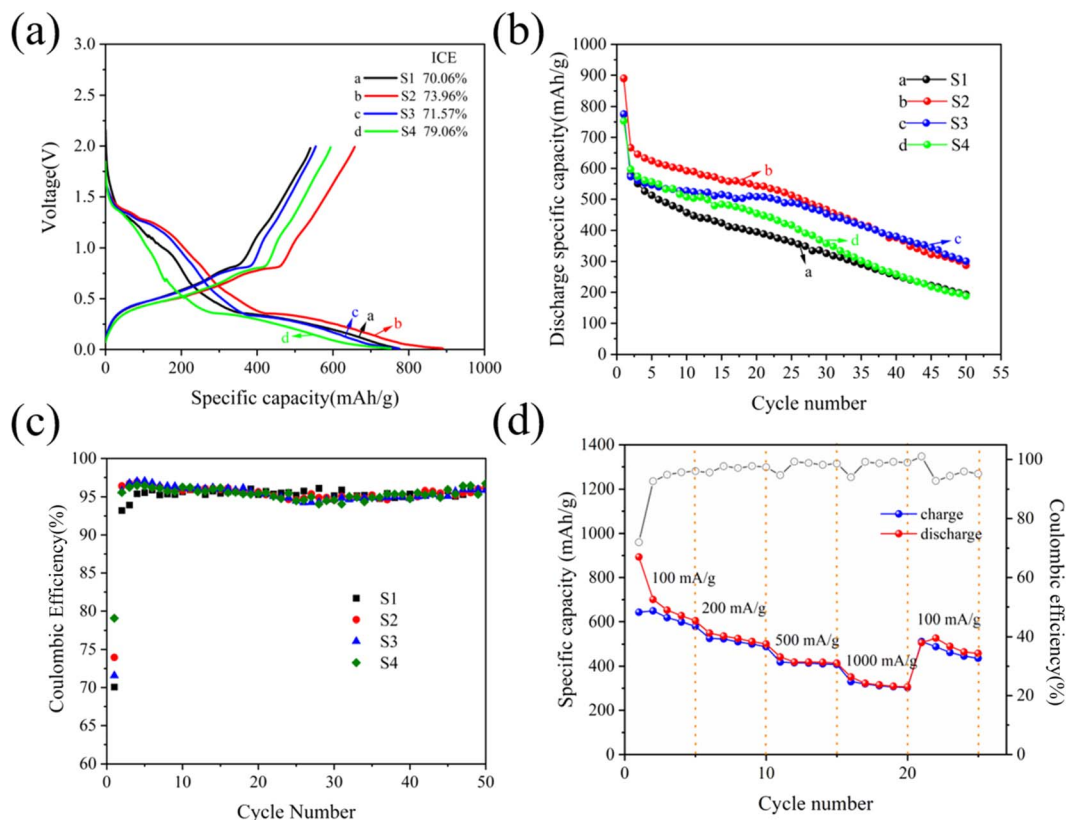 (a)
3.0
2.5
2.0
1.5
1.0
0.5
0.0
Voltage(V)
0 200 400 600 800 1000
Specific capacity(mAh/g)
ICE
a S1 70.06%
b S2 73.96%
c S3 71.57%
d S4 79.06%
c
a
b
d
(b)
1000
900
800
700
600
500
400
300
200
100
0
Discharge specific capacity(mAh/g)
0 5 10 15 20 25 30 35 40 45 50 55
Cycle number
a S1
b S2
c S3
d S4
b
c
d
a
(c)
100
95
90
85
80
75
70
65
60
Coulombic Efficiency(%)
0 10 20 30 40 50
Cycle Number
S1
S2
S3
S4
(d)
1400
1200
1000
800
600
400
200
0
Specific capacity (mAh/g)
0 10 20
Cycle number
100
80
60
40
20
0
Coulombic efficiency(%)
charge
discharge
100 mA/g
200 mA/g
500 mA/g
1000 mA/g
100 mA/g